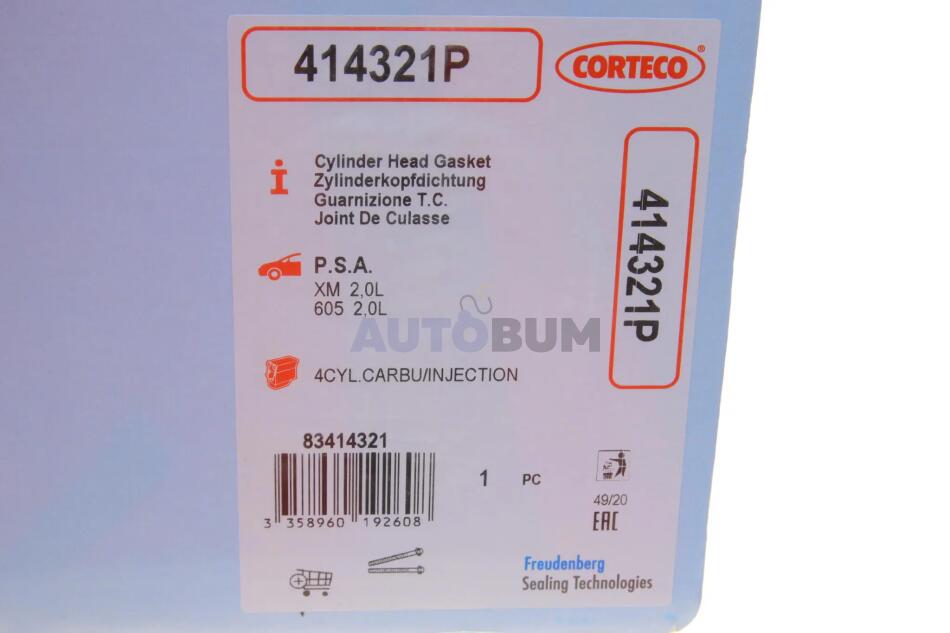 414321P
CORTECO®
Cylinder Head Gasket
Zylinderkopfdichtung
Guarnizione T.C.
Joint De Culasse
414321P
P.S.A.
XM 2,0L
605 2,0L
AUTOBUM
4CYL.CARBU/INJECTION
83414321
3 358960 192608
1 PC
49/20
EAC
Freudenberg
Sealing Technologies